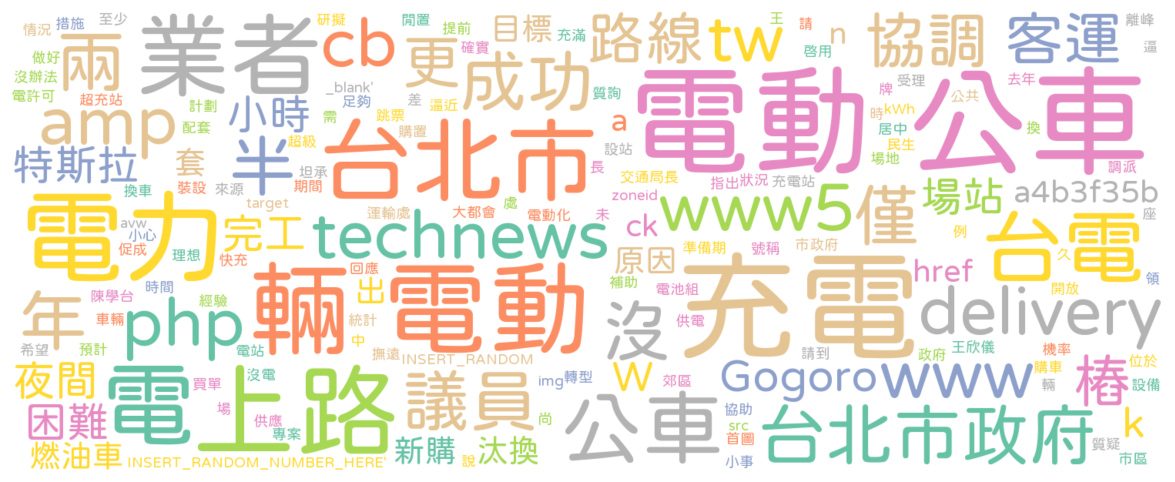 情況 措施 至少
兩
業者
研擬
cb
閒置 提前 充滿
確實
更
目標
成功
路線
tw
王
啓用
n
請
協調
客運
離峰
逼
做好
沒辦法
電許可
超充站
amp
計劃
配套
小時
超級
_blank'
足夠
跳票
需
差
逼近
購置
質詢
a
設站
電動公車
牌
受理
時
kWh
居中
民生
場地
去年
公共
換
調派
特斯拉
套
換車
裝設
來源
半
坦承
期間
台北市
長
交通局長
zoneid
指出
狀況
充電站
www5
僅
場站
a4b3f35b
座
例
電力
avw
小心
促成
理想
完工
快充
target
運輸處
大都會
電動化
處
未
technews
ck
原因
補助
準備期
號稱
市政府
href
台電
久
開放
領
年
陳學台
車輛
時間
經驗
php
電站
輛電動
回應
出
統計
中
撫遠
INSERT_RANDOM
沒
電池組
供電
充電
請到
政府
delivery
王欣儀
機率
購車
輛
位於
設備
希望
預計
夜間
困難
燃油車
電
買單
場
沒電
供應
專案
上路
INSERT_RANDOM_NUMBER_HERE'
議員
新購
說
汰換
img
轉型
尚
公車
w
郊區
協助
src
首圖
小事
Gogoro
www
台北市政府
樁
k
質疑
市區